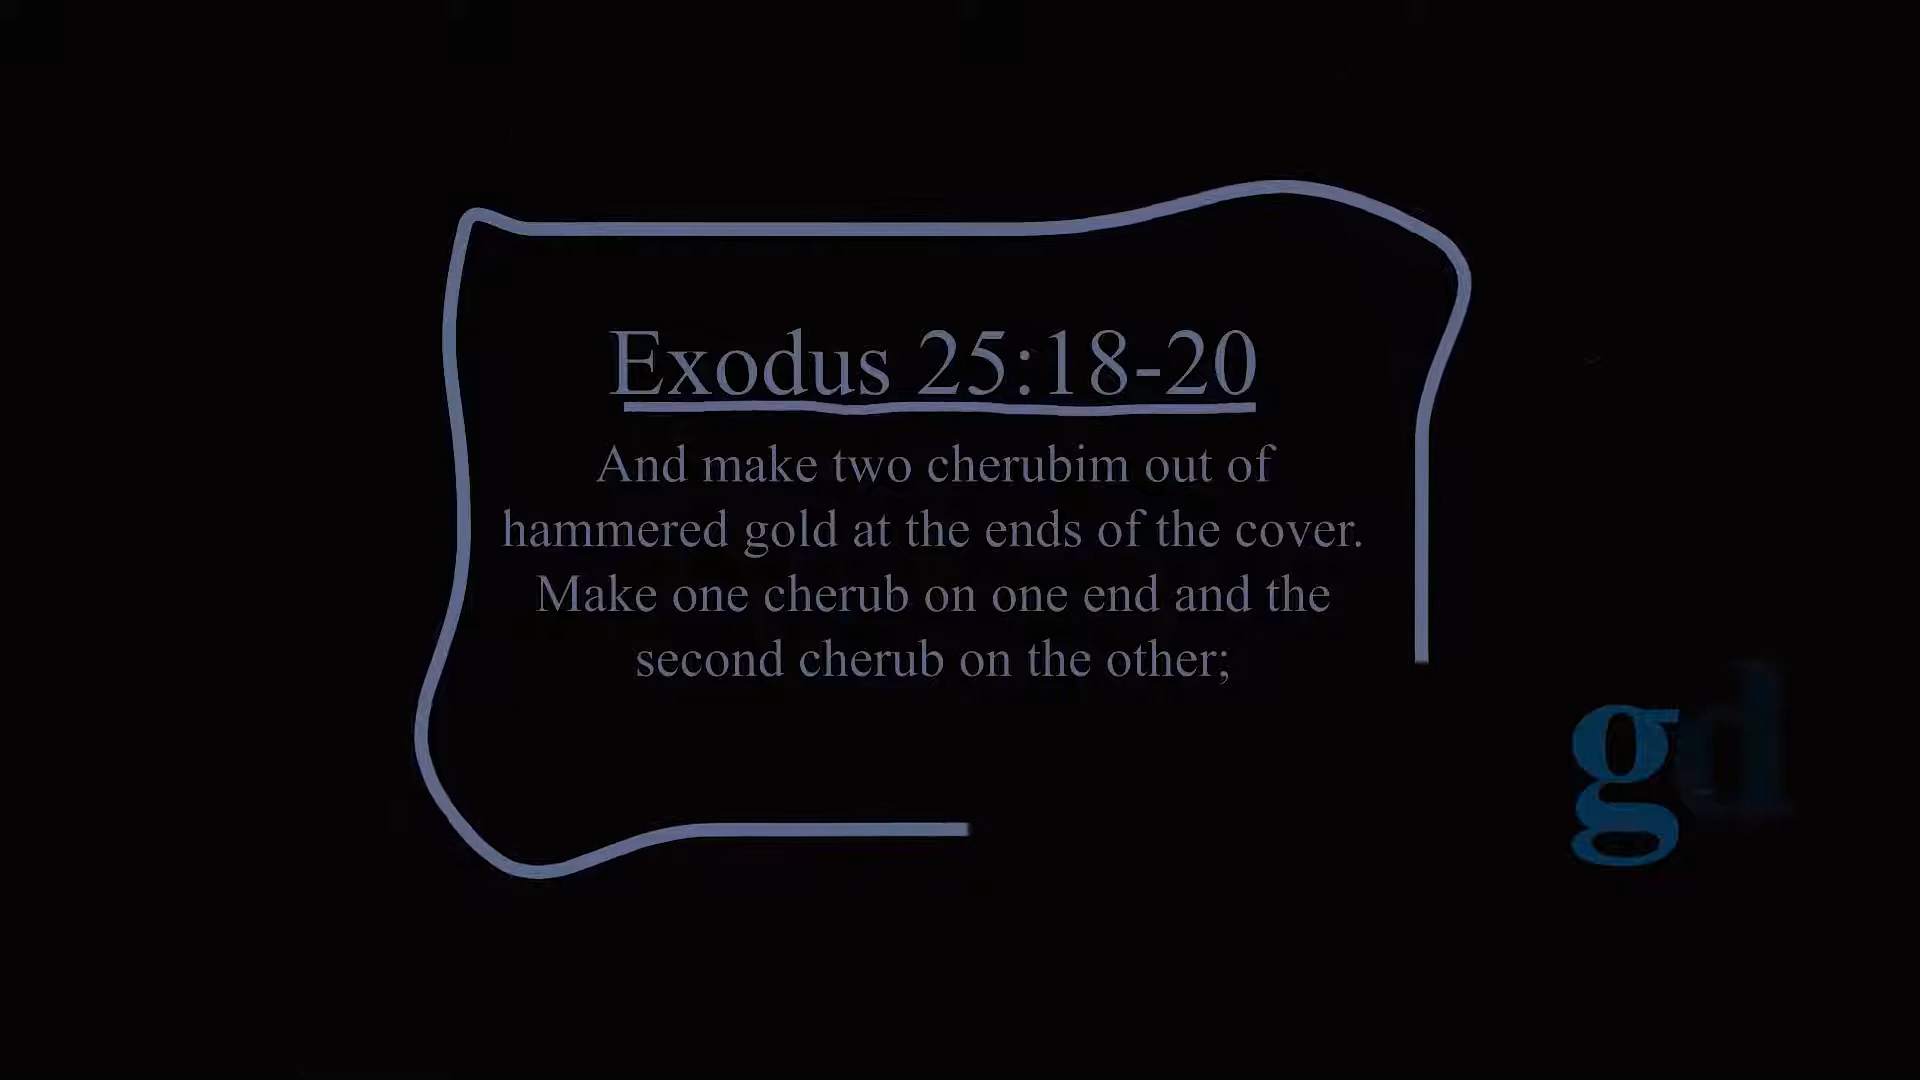 Exodus 25:18-20
And make two cherubim out of
hammered gold at the ends of the cover.
Make one cherub on one end and the
second cherub on the other;
gd